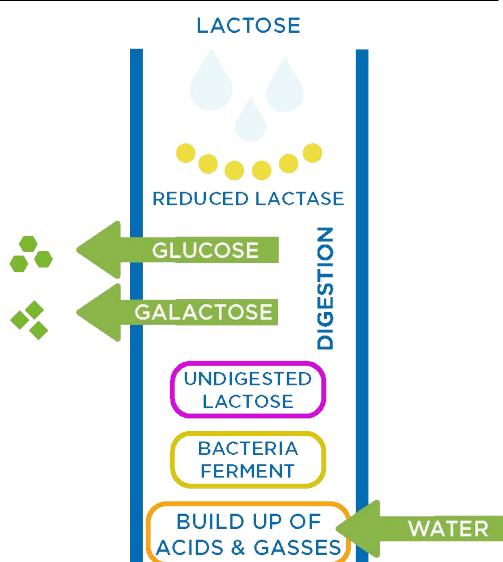 LACTOSE
REDUCED LACTASE
GLUCOSE
DIGESTION
GALACTOSE
UNDIGESTED
LACTOSE
BACTERIA
FERMENT
BUILD UP OF
ACIDS & GASSES
WATER